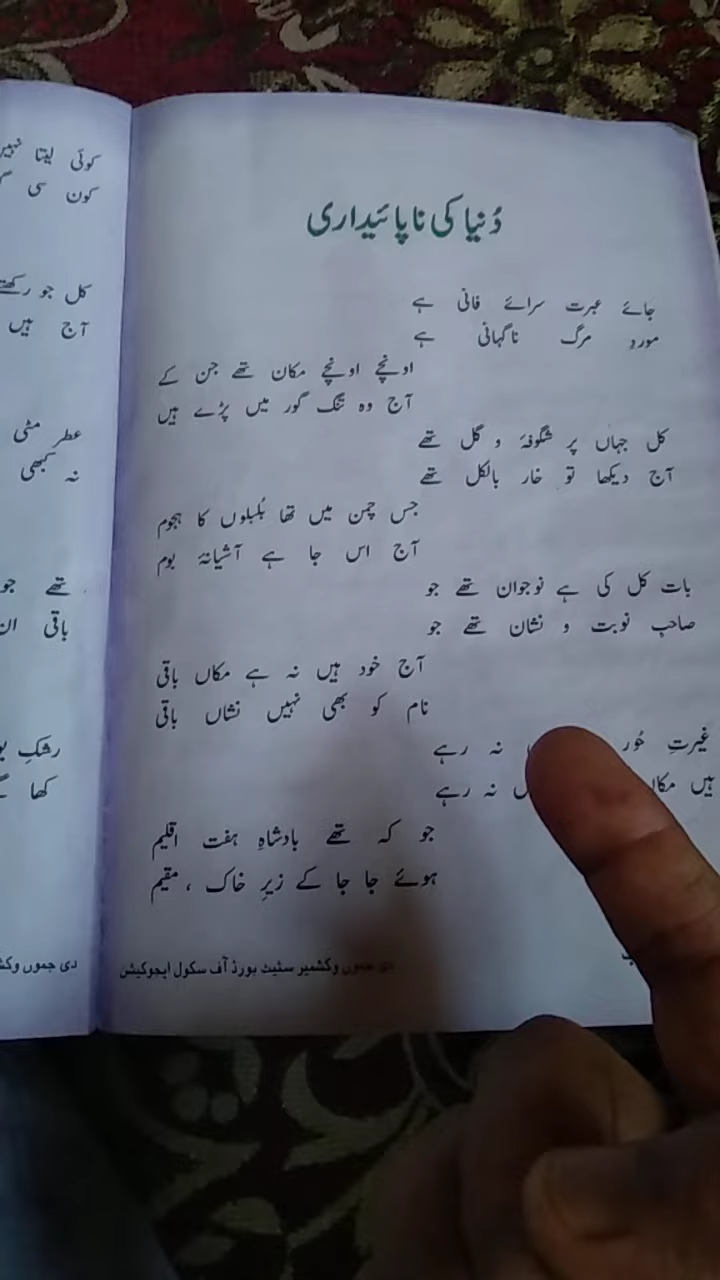 دُنیا کی ناپائیداری
جائے عبرت سرائے فانی ہے
موردِ مرگ ناگہانی ہے
اونچے اونچے مکان تھے جن کے
آج وہ تنگ گور میں پڑے ہیں
کل جہاں پر شگوفۂ و گل تھے
آج دیکھا تو خار بالکل تھے
جس چمن میں تھا بُلبلوں کا ہجوم
آج اس جا ہے آشیانۂ بوم
بات کل کی ہے نوجوان تھے جو
صاحبِ نوبت و نشان تھے جو
آج خود ہیں نہ ہے مکاں باقی
نام کو بھی نہیں نشاں باقی
غیرتِ حُور نہ رہے
ہیں نہ رہے
جو کہ تھے بادشاہِ ہفت اقلیم
ہوئے جا جا کے زیرِ خاک ، مقیم
دی جموں وکشمیر سٹیٹ بورڈ آف سکول ایجوکیشن
کوئی لیتا
کون سی
کل جو
آج ہیں
عطر مٹی
نہ کبھی
تھے جو
باقی
رشکِ
کھا
دی جموں